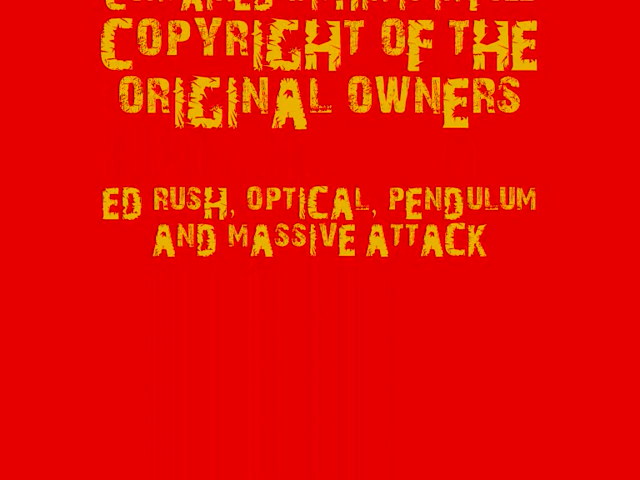 COPYRIGHT OF THE
ORIGINAL OWNERS
ED RUSH, OPTICAL, PENDULUM
AND MASSIVE ATTACK